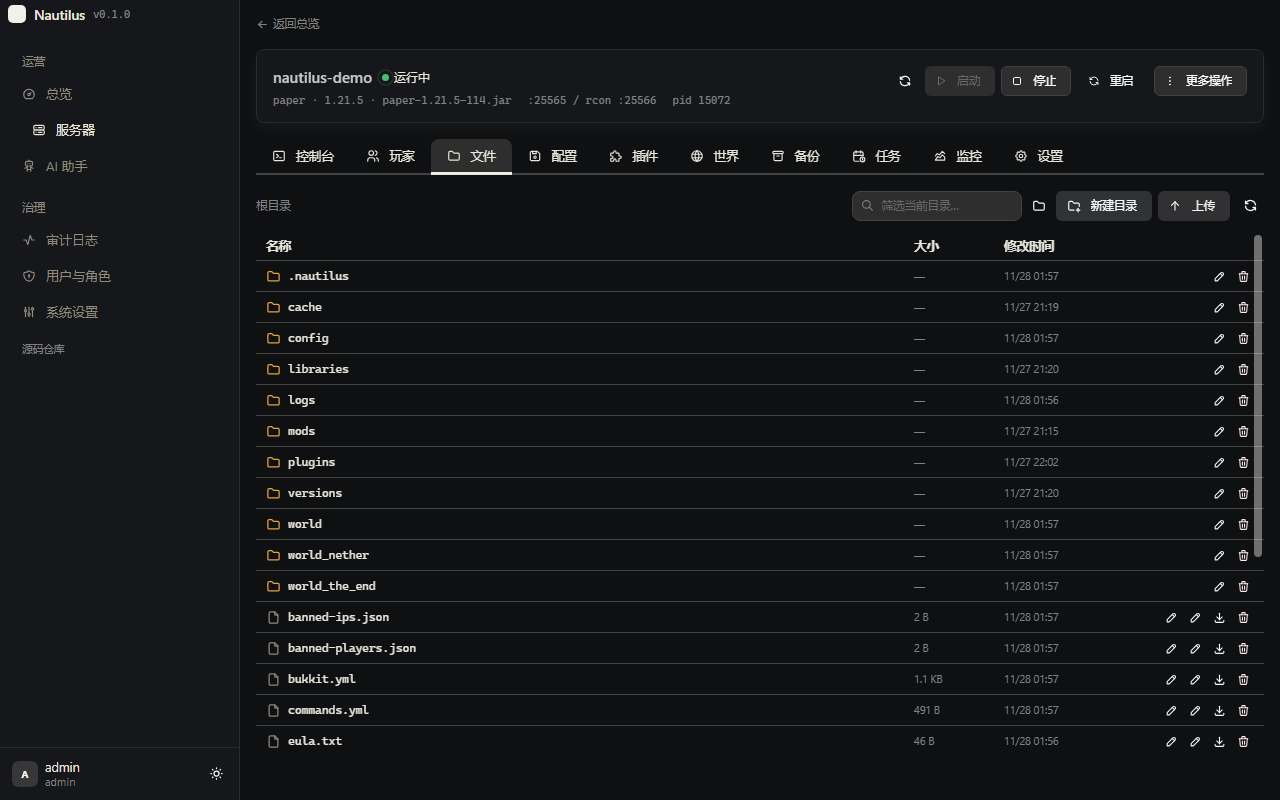 Nautilus v0.1.0
运营
总览
服务器
AI 助手
治理
审计日志
用户与角色
系统设置
源码仓库
A
admin
admin
← 返回总览
nautilus-demo 运行中
paper · 1.21.5 · paper-1.21.5-114.jar :25565 / rcon :25566 pid 15072
启动
停止
重启
更多操作
控制台
玩家
文件
配置
插件
世界
备份
任务
监控
设置
根目录
筛选当前目录...
新建目录
上传
名称 大小 修改时间
.nautilus — 11/28 01:57
cache — 11/27 21:19
config — 11/28 01:57
libraries — 11/27 21:20
logs — 11/28 01:56
mods — 11/27 21:15
plugins — 11/27 22:02
versions — 11/27 21:20
world — 11/28 01:57
world_nether — 11/28 01:57
world_the_end — 11/28 01:57
banned-ips.json 2 B 11/28 01:57
banned-players.json 2 B 11/28 01:57
bukkit.yml 1.1 KB 11/28 01:57
commands.yml 491 B 11/28 01:57
eula.txt 46 B 11/28 01:56